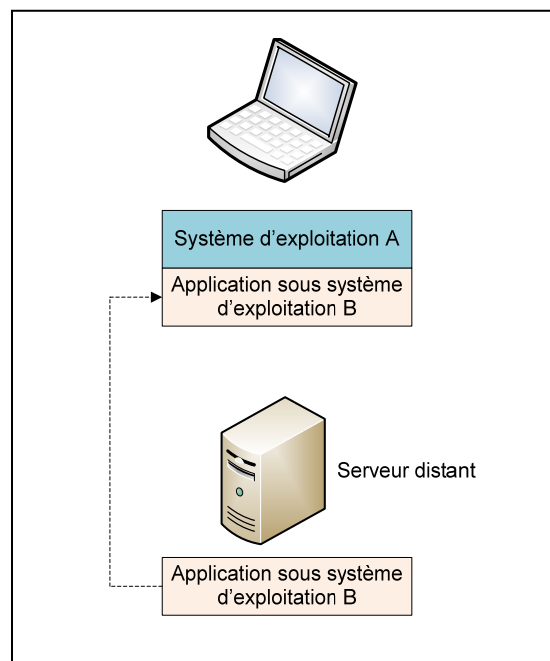 Système d'exploitation A
Application sous système
d'exploitation B
Serveur distant
Application sous système
d'exploitation B